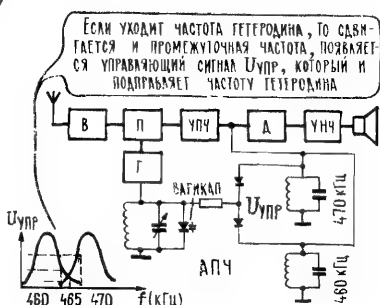 Если уходит частота гетеродина, то сдви-
гается и промежуточная частота, появляет-
ся управляющий сигнал Uупр, который и
подправляет частоту гетеродина
В
П
УПЧ
Д
УНЧ
Г
ВАРИКАП
Uупр
470 кГц
АПЧ
460 кГц
Uупр
460 465 470 f(кГц)